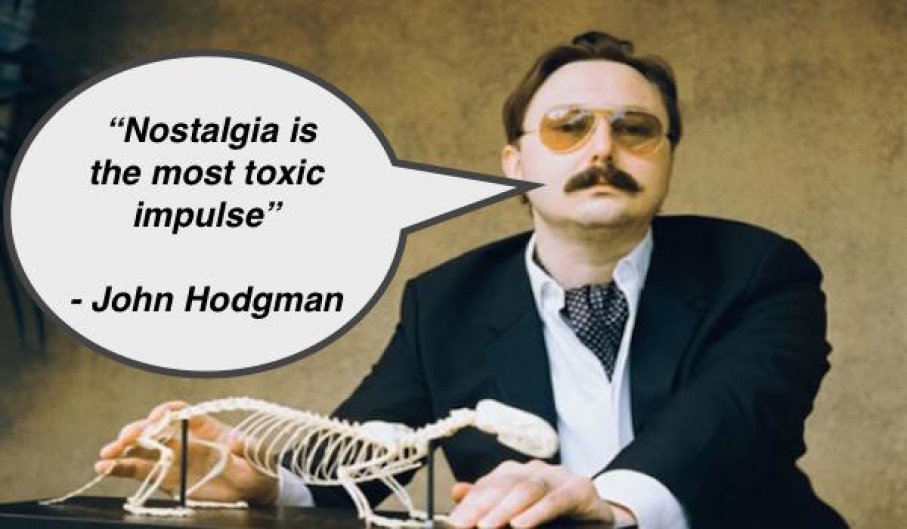 “Nostalgia is
the most toxic
impulse”
- John Hodgman